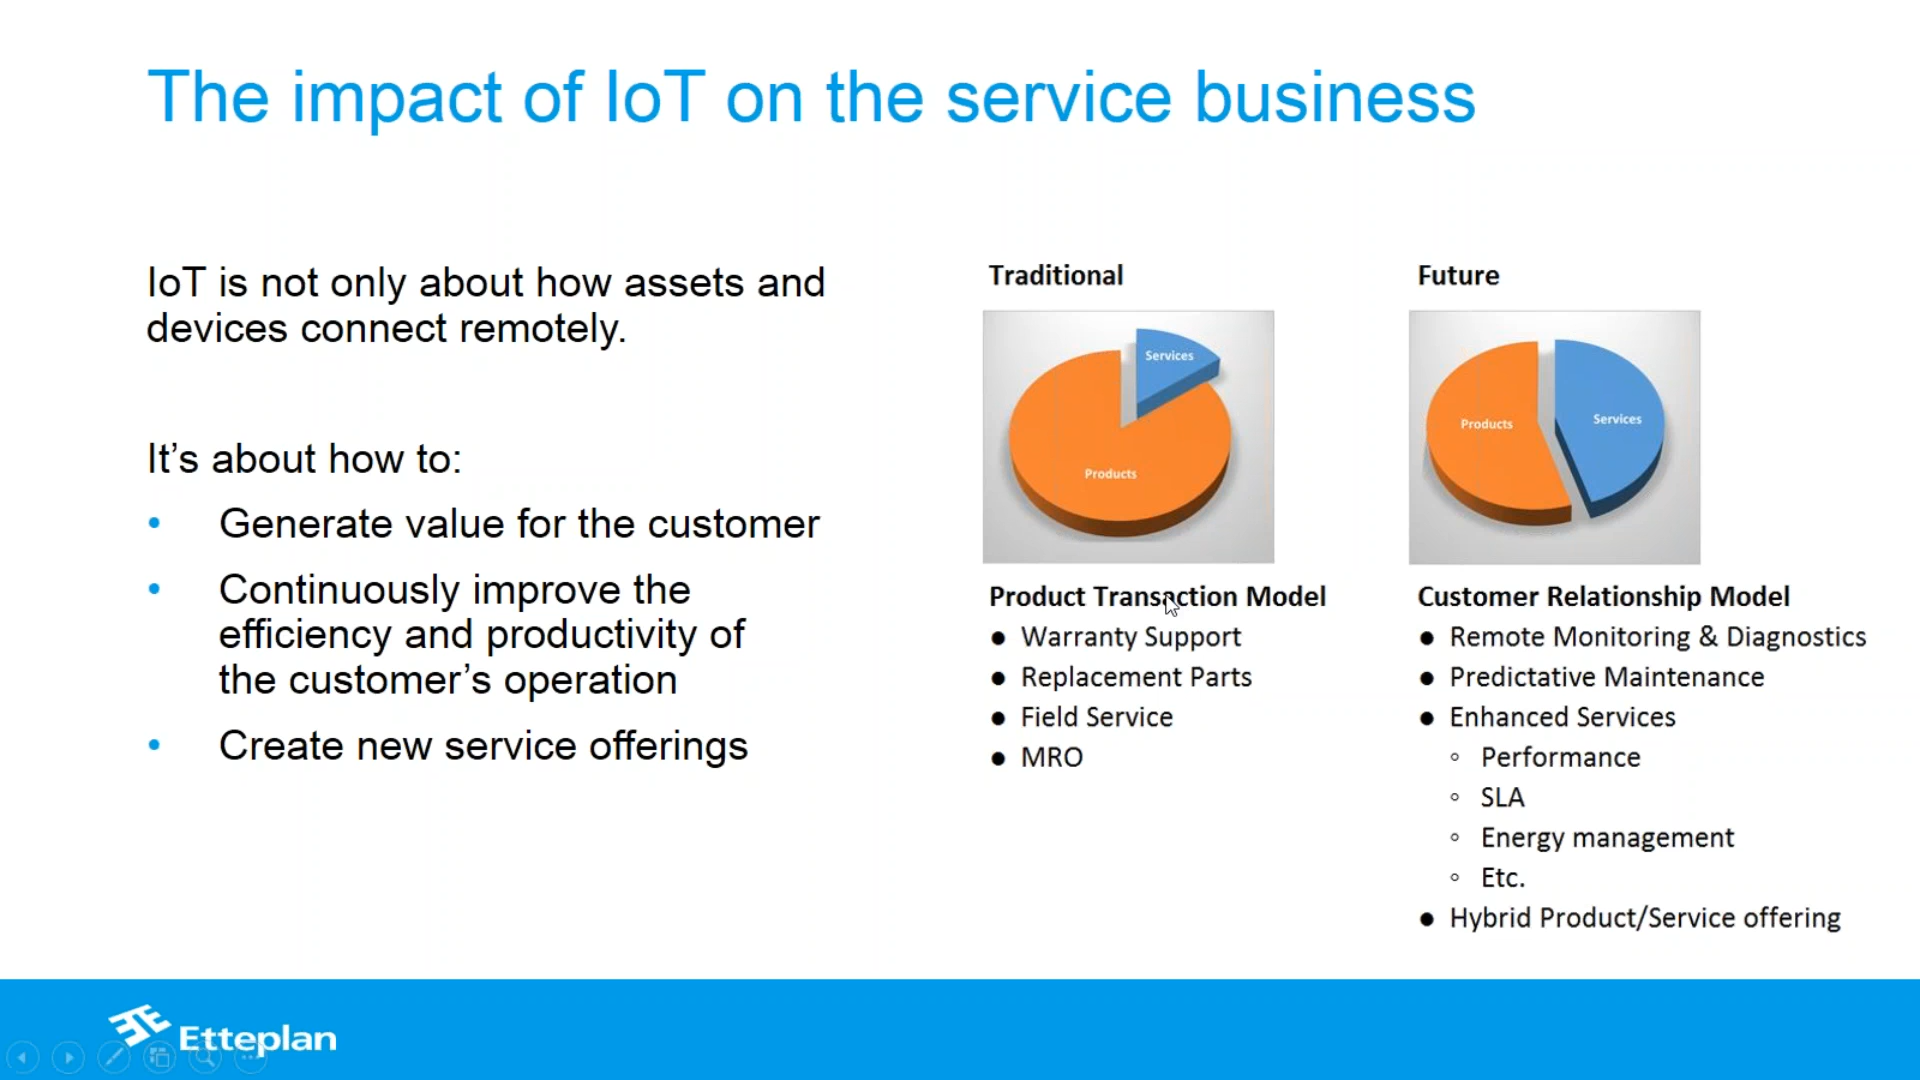 The impact of IoT on the service business
IoT is not only about how assets and
devices connect remotely.
It’s about how to:
• Generate value for the customer
• Continuously improve the
efficiency and productivity of
the customer’s operation
• Create new service offerings
Traditional
Services
Products
Product Transaction Model
● Warranty Support
● Replacement Parts
● Field Service
● MRO
Future
Products
Services
Customer Relationship Model
● Remote Monitoring & Diagnostics
● Predictative Maintenance
● Enhanced Services
○ Performance
○ SLA
○ Energy management
○ Etc.
● Hybrid Product/Service offering
Etteplan